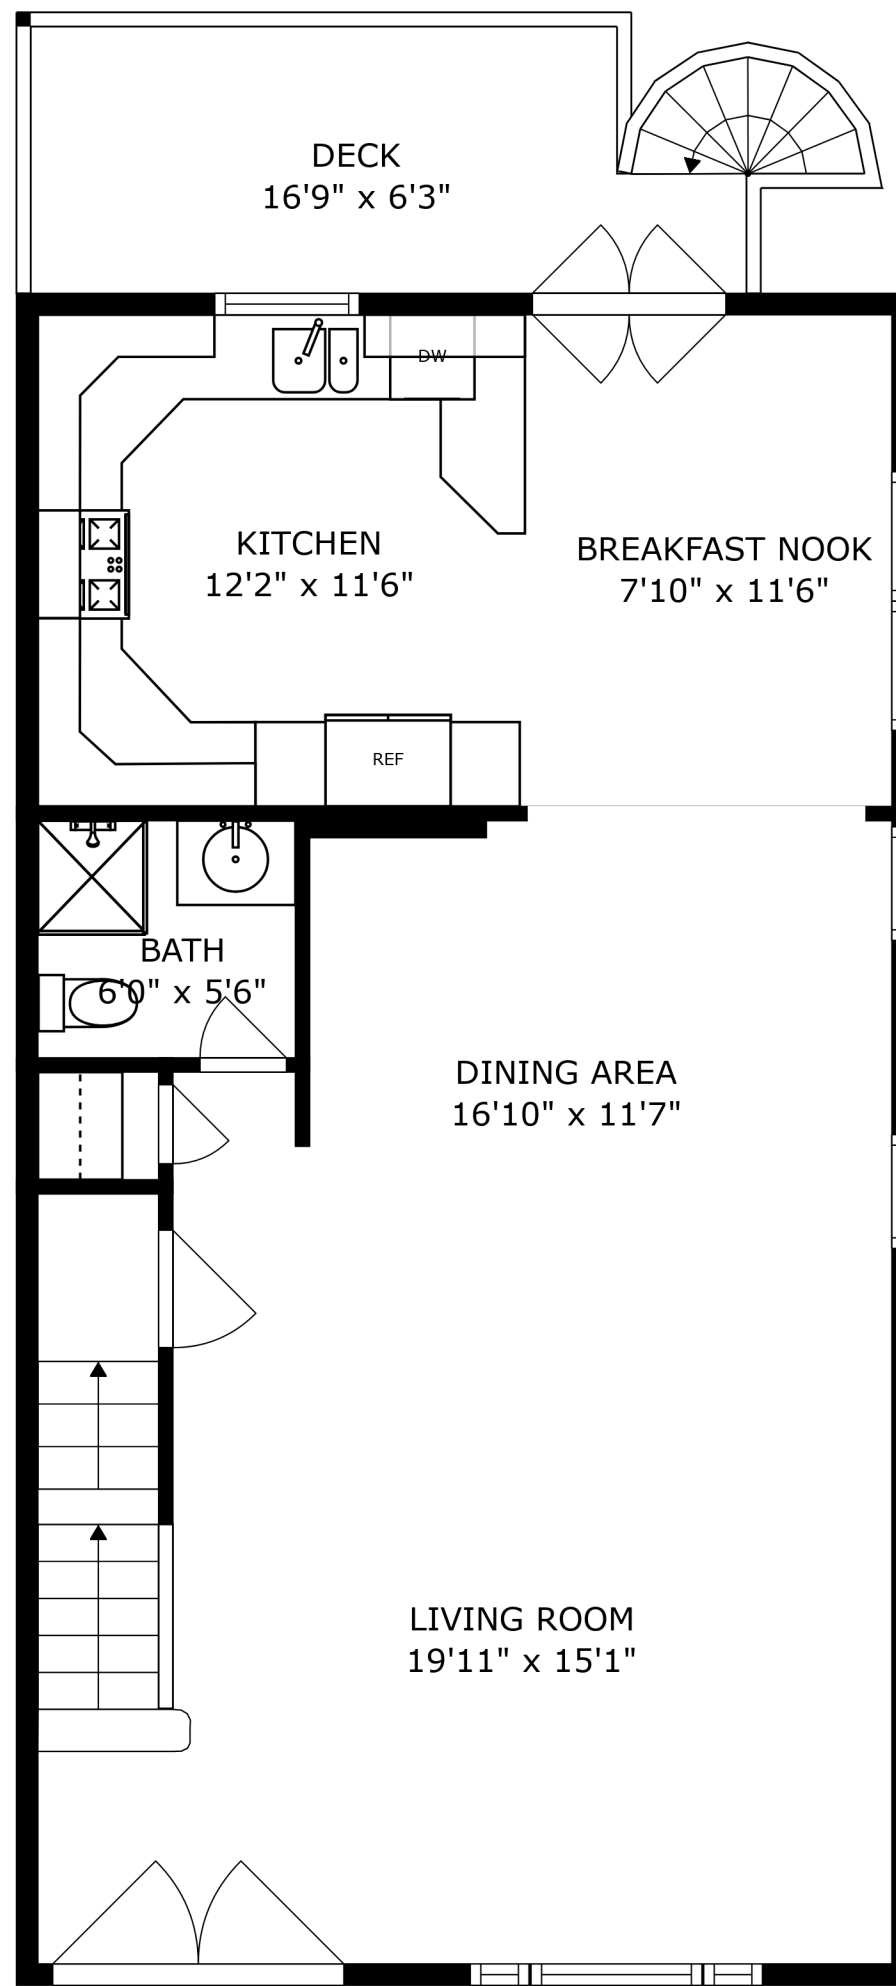 DECK
16'9" x 6'3"
DW
KITCHEN
12'2" x 11'6"
BREAKFAST NOOK
7'10" x 11'6"
REF
BATH
6'0" x 5'6"
DINING AREA
16'10" x 11'7"
LIVING ROOM
19'11" x 15'1"